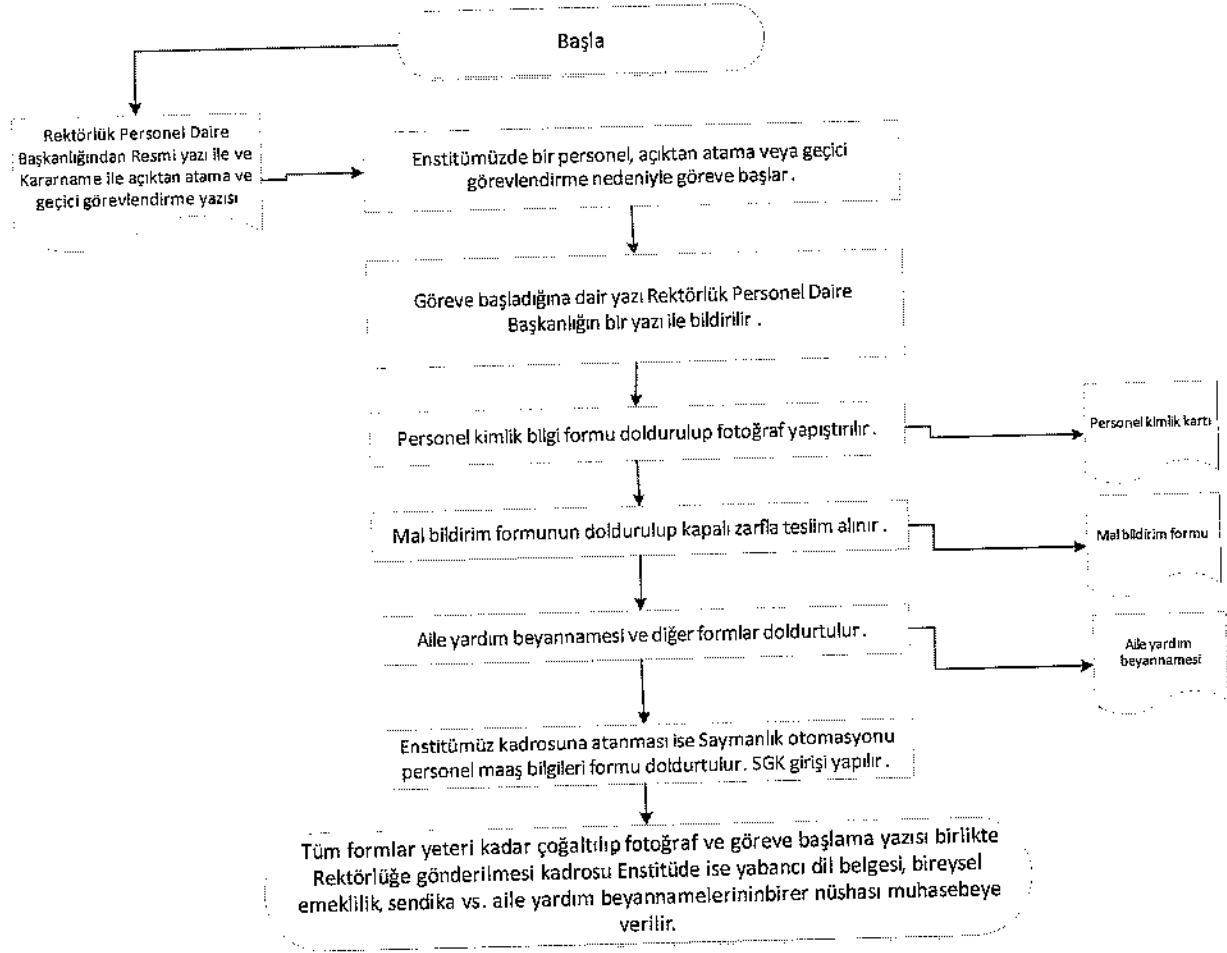 Başla
Rektörlük Personel Daire
Başkanlığından Resmi yazı ile ve
Kararname ile açıktan atama ve
geçici görevlendirme yazısı
Enstitümüzde bir personel, açıktan atama veya geçici
görevlendirme nedeniyle göreve başlar .
Göreve başladığına dair yazı Rektörlük Personel Daire
Başkanlığın bir yazı ile bildirilir .
Personel kimlik bilgi formu doldurulup fotoğraf yapıştırılır .
Personel kimlik kartı
Mal bildirim formunun doldurulup kapalı zarfla teslim alınır .
Mal bildirim formu
Aile yardım beyannamesi ve diğer formlar doldurtulur .
Aile yardım
beyannamesi
Enstitümüz kadrosuna atanması ise Saymanlık otomasyonu
personel maaş bilgileri formu doldurtulur . SGK girişi yapılır .
Tüm formlar yeteri kadar çoğaltılıp fotoğraf ve göreve başlama yazısı birlikte
Rektörlüğe gönderilmesi kadrosu Enstitüde ise yabancı dil belgesi, bireysel
emeklilik, sendika vs. aile yardım beyannamelerininbirer nüshası muhasebeye
verilir.